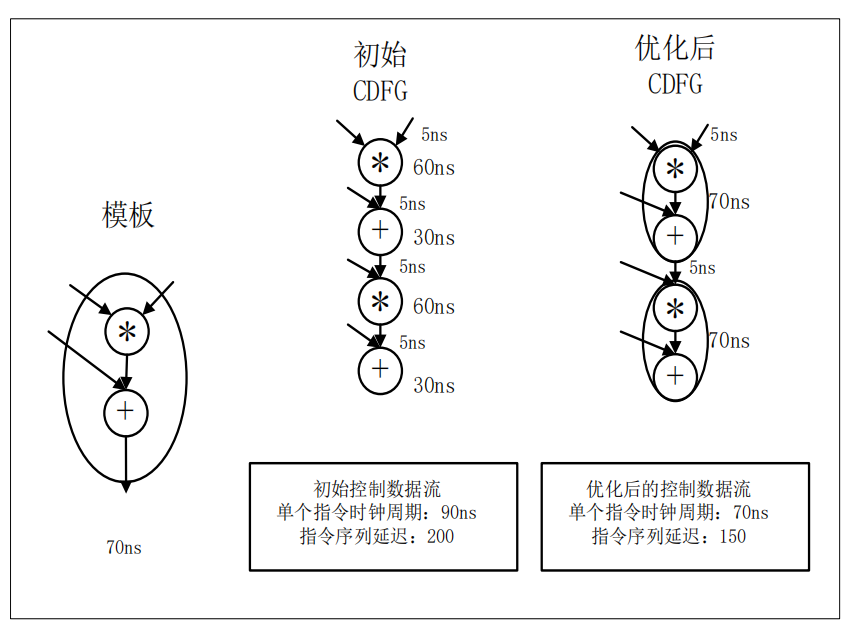 模板
*
+
70ns
初始
CDFG
5ns
*
60ns
5ns
+
30ns
5ns
*
60ns
5ns
+
30ns
初始控制数据流
单个指令时钟周期：90ns
指令序列延迟：200
优化后
CDFG
5ns
*
70ns
+
5ns
*
70ns
+
优化后的控制数据流
单个指令时钟周期：70ns
指令序列延迟：150